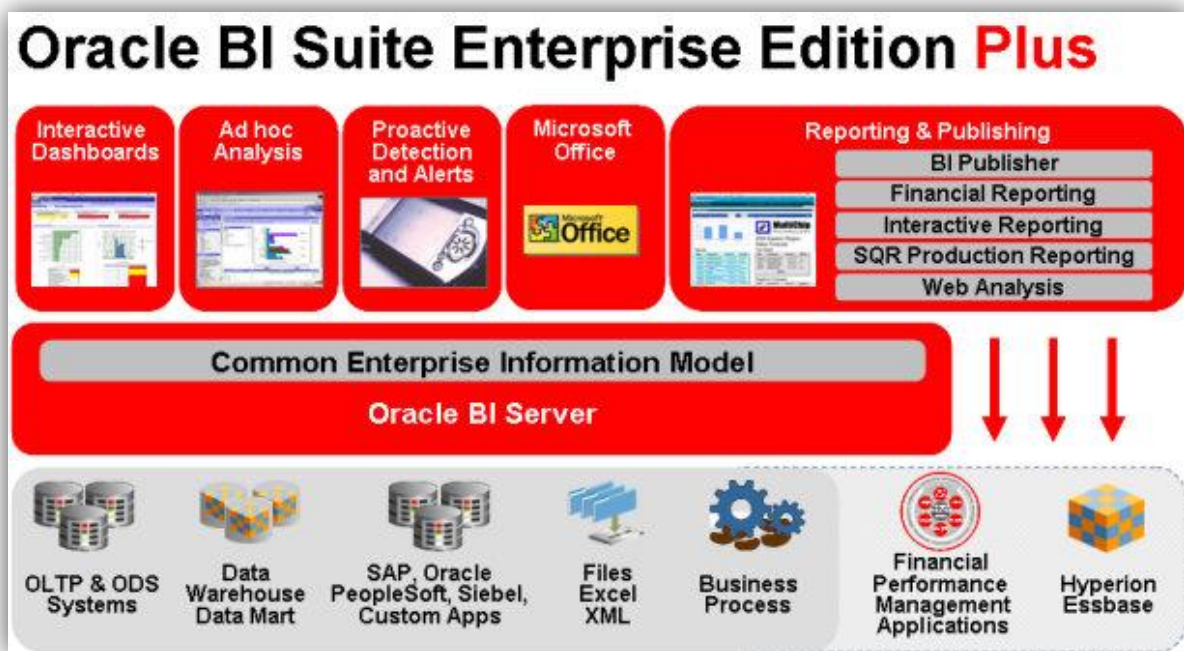 Oracle BI Suite Enterprise Edition Plus
Interactive
Dashboards
Ad hoc
Analysis
Proactive
Detection
and Alerts
Microsoft
Office
Microsoft
Office
Reporting & Publishing
BI Publisher
Financial Reporting
Interactive Reporting
SQR Production Reporting
Web Analysis
Common Enterprise Information Model
Oracle BI Server
OLTP & ODS
Systems
Data
Warehouse
Data Mart
SAP, Oracle
PeopleSoft, Siebel,
Custom Apps
Files
Excel
XML
Business
Process
Financial
Performance
Management
Applications
Hyperion
Essbase